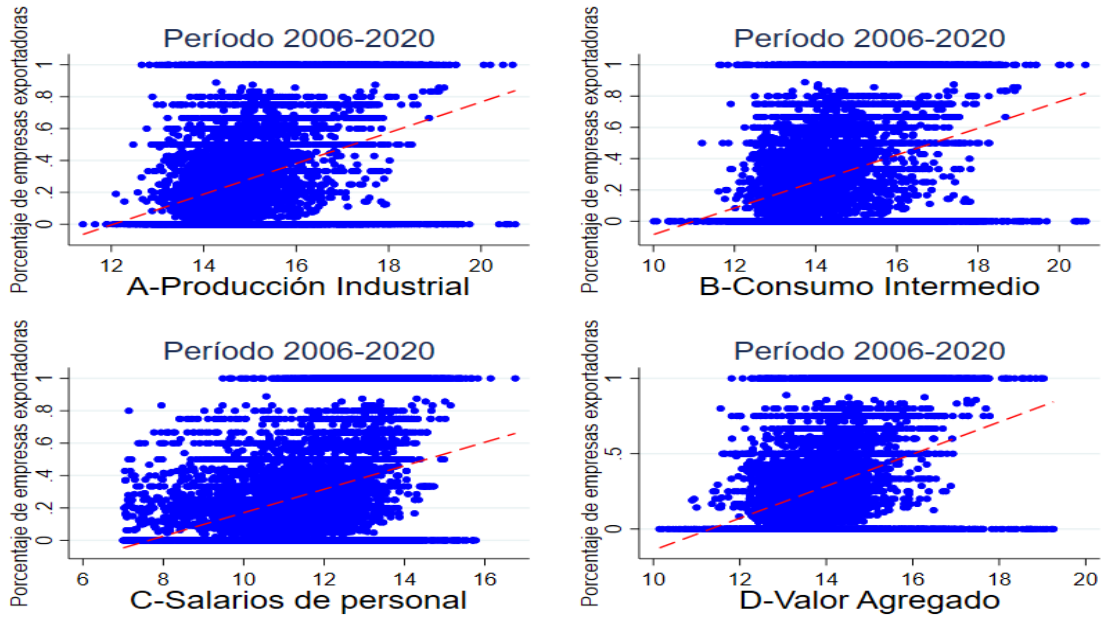 Período 2006-2020
Porcentaje de empresas exportadoras
1
.8
.6
.4
.2
0
12 14 16 18 20
A-Producción Industrial
Período 2006-2020
Porcentaje de empresas exportadoras
1
.8
.6
.4
.2
0
10 12 14 16 18 20
B-Consumo Intermedio
Período 2006-2020
Porcentaje de empresas exportadoras
1
.8
.6
.4
.2
0
6 8 10 12 14 16
C-Salarios de personal
Período 2006-2020
Porcentaje de empresas exportadoras
1
.5
0
10 12 14 16 18 20
D-Valor Agregado